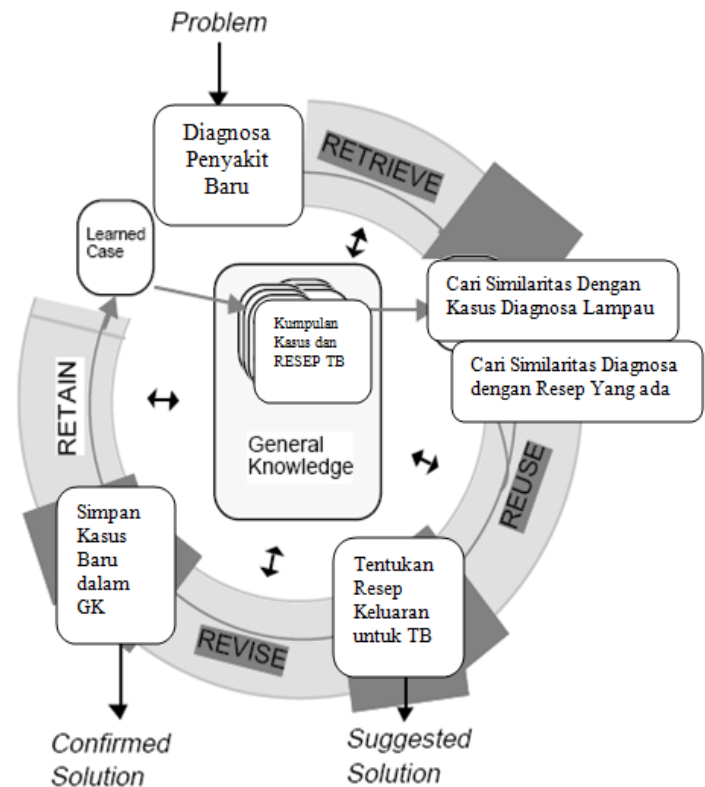 Problem
Diagnosa
Penyakit
Baru
RETRIEVE
Learned
Case
Cari Similaritas Dengan
Kasus Diagnosa Lampau
Kumpulan
Kasus dan
RESEP TB
Cari Similaritas Diagnosa
dengan Resep Yang ada
RETAIN
General
Knowledge
REUSE
Simpan
Kasus
Baru
dalam
GK
Tentukan
Resep
Keluaran
untuk TB
REVISE
Confirmed
Solution
Suggested
Solution